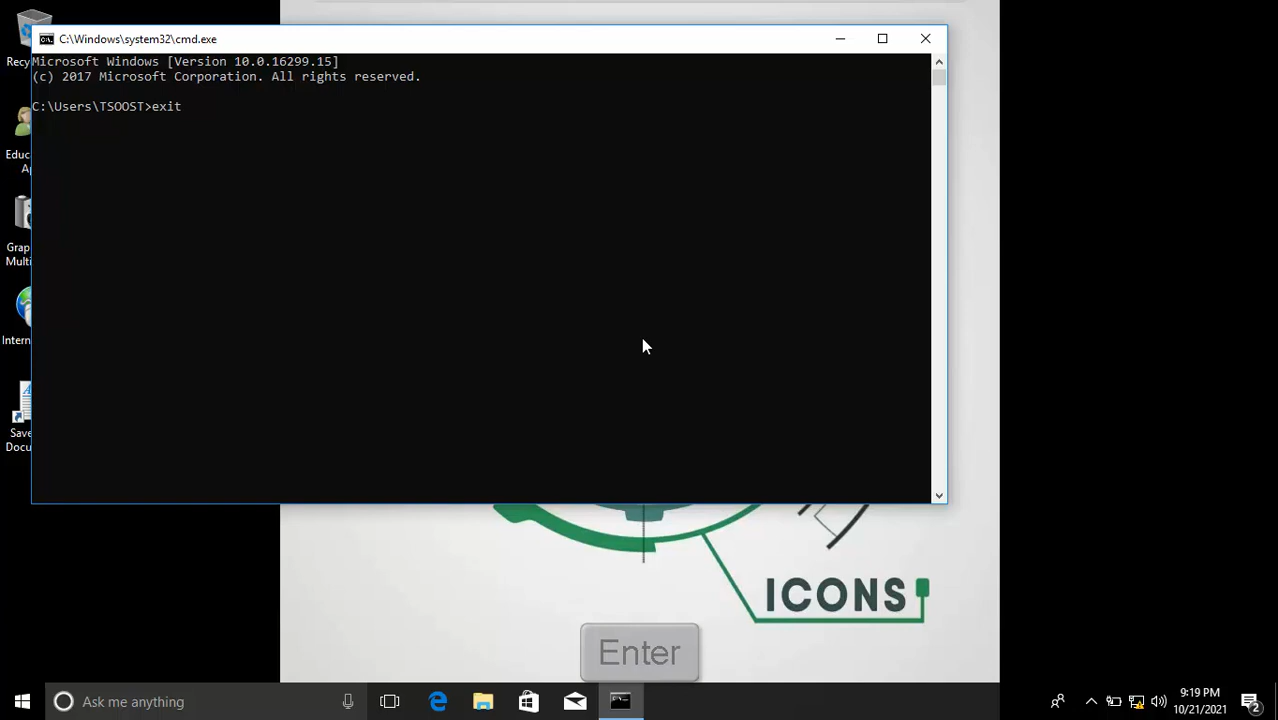 C:\Windows\system32\cmd.exe
Microsoft Windows [Version 10.0.16299.15]
(c) 2017 Microsoft Corporation. All rights reserved.
C:\Users\TSOOST>exit
ICONS
Enter
Ask me anything
9:19 PM
10/21/2021
2